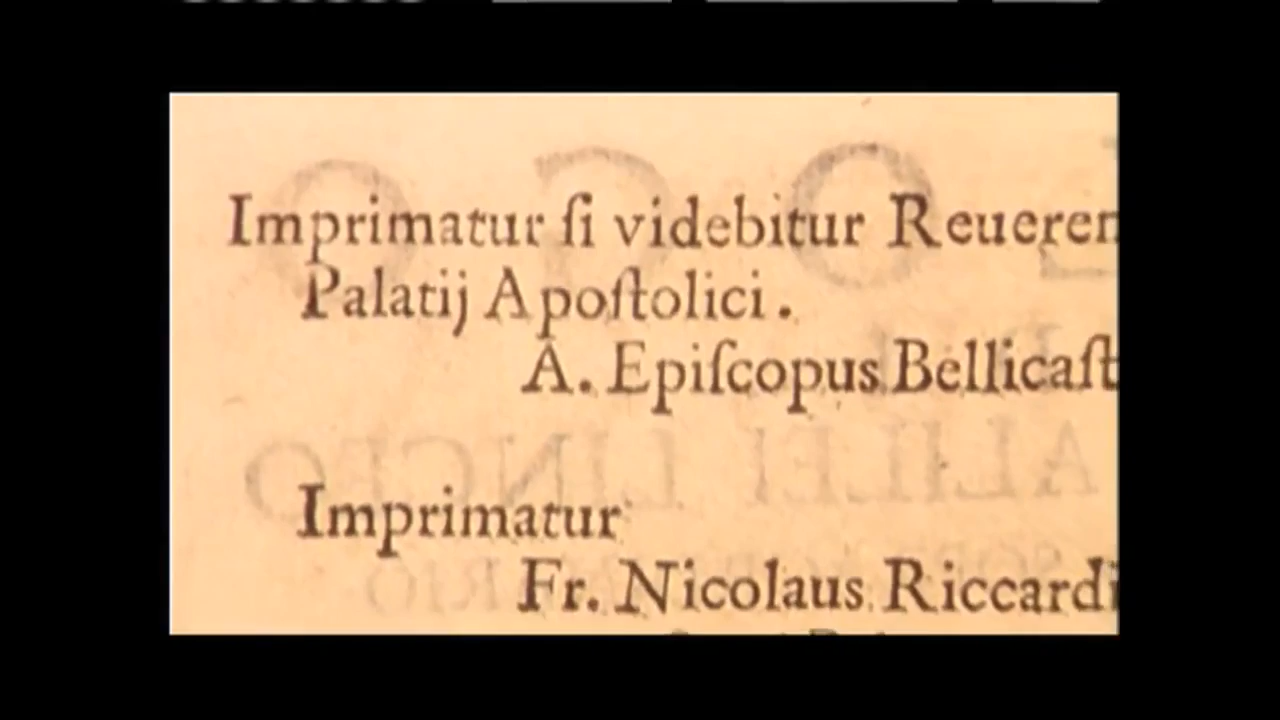 Imprimatur ſi videbitur Reueren
Palatij Apoſtolici.
A. Epiſcopus Bellicaſt
Imprimatur
Fr. Nicolaus Riccardi